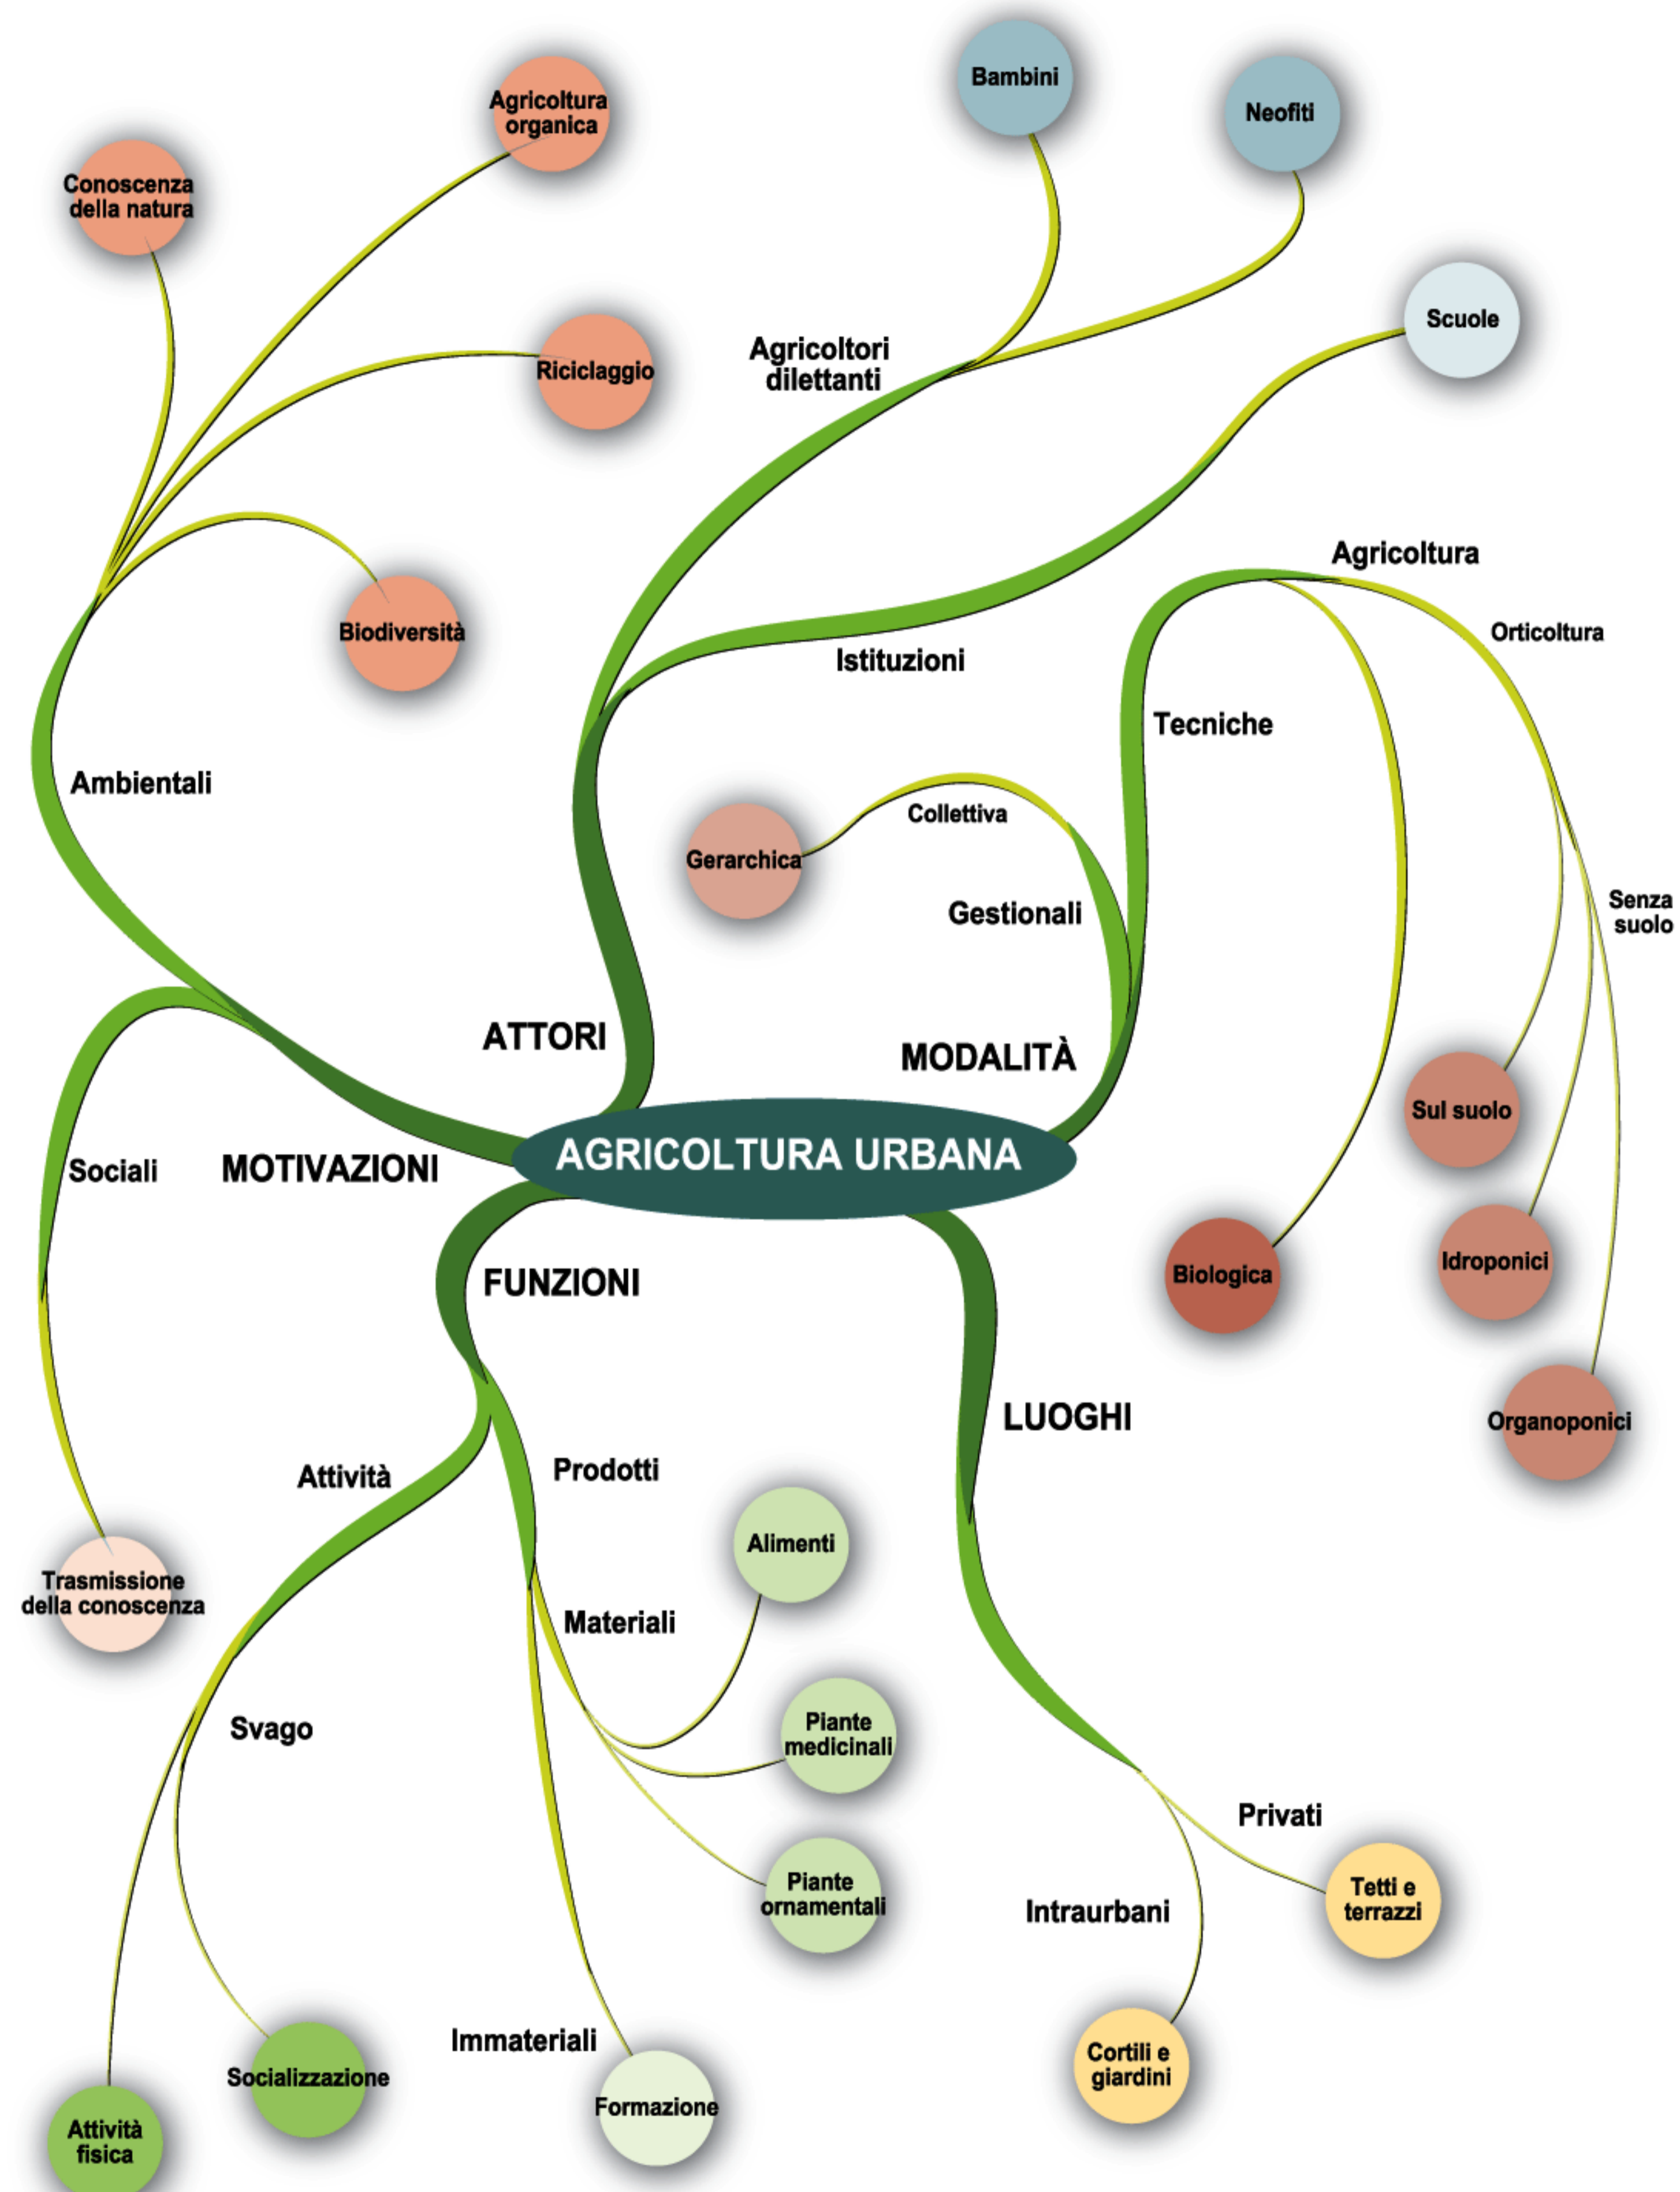 Bambini
Agricoltura
organica
Neofiti
Conoscenza
della natura
Scuole
Agricoltori
dilettanti
Riciclaggio
Agricoltura
Biodiversità
Orticoltura
Istituzioni
Tecniche
Ambientali
Collettiva
Gerarchica
Gestionali
Senza
suolo
ATTORI
MODALITÀ
Sul suolo
AGRICOLTURA URBANA
Sociali
MOTIVAZIONI
Idroponici
Biologica
FUNZIONI
LUOGHI
Organoponici
Attività
Prodotti
Alimenti
Trasmissione
della conoscenza
Materiali
Svago
Piante
medicinali
Privati
Piante
ornamentali
Tetti e
terrazzi
Intraurbani
Immateriali
Cortili e
giardini
Socializzazione
Formazione
Attività
fisica